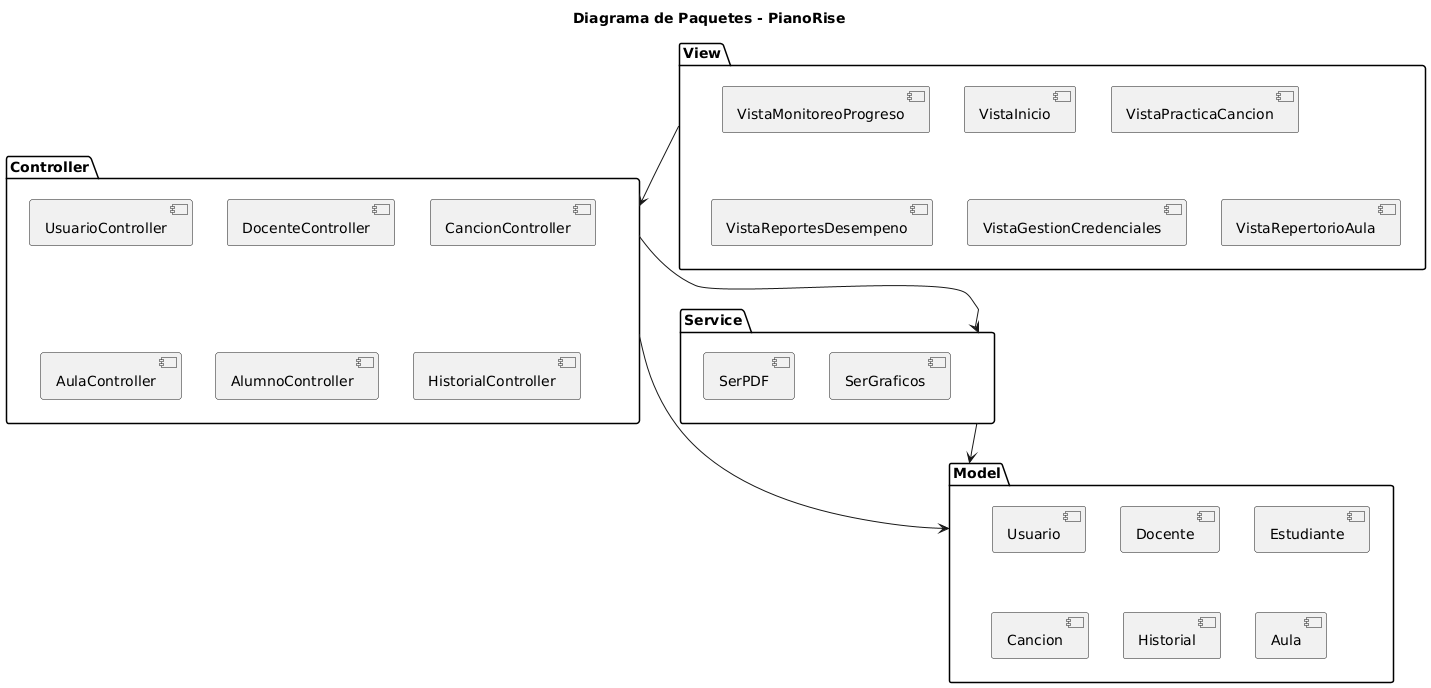 Diagrama de Paquetes - PianoRise
View
VistaMonitoreoProgreso
VistaInicio
VistaPracticaCancion
VistaReportesDesempeno
VistaGestionCredenciales
VistaRepertorioAula
Controller
UsuarioController
DocenteController
CancionController
AulaController
AlumnoController
HistorialController
Service
SerPDF
SerGraficos
Model
Usuario
Docente
Estudiante
Cancion
Historial
Aula